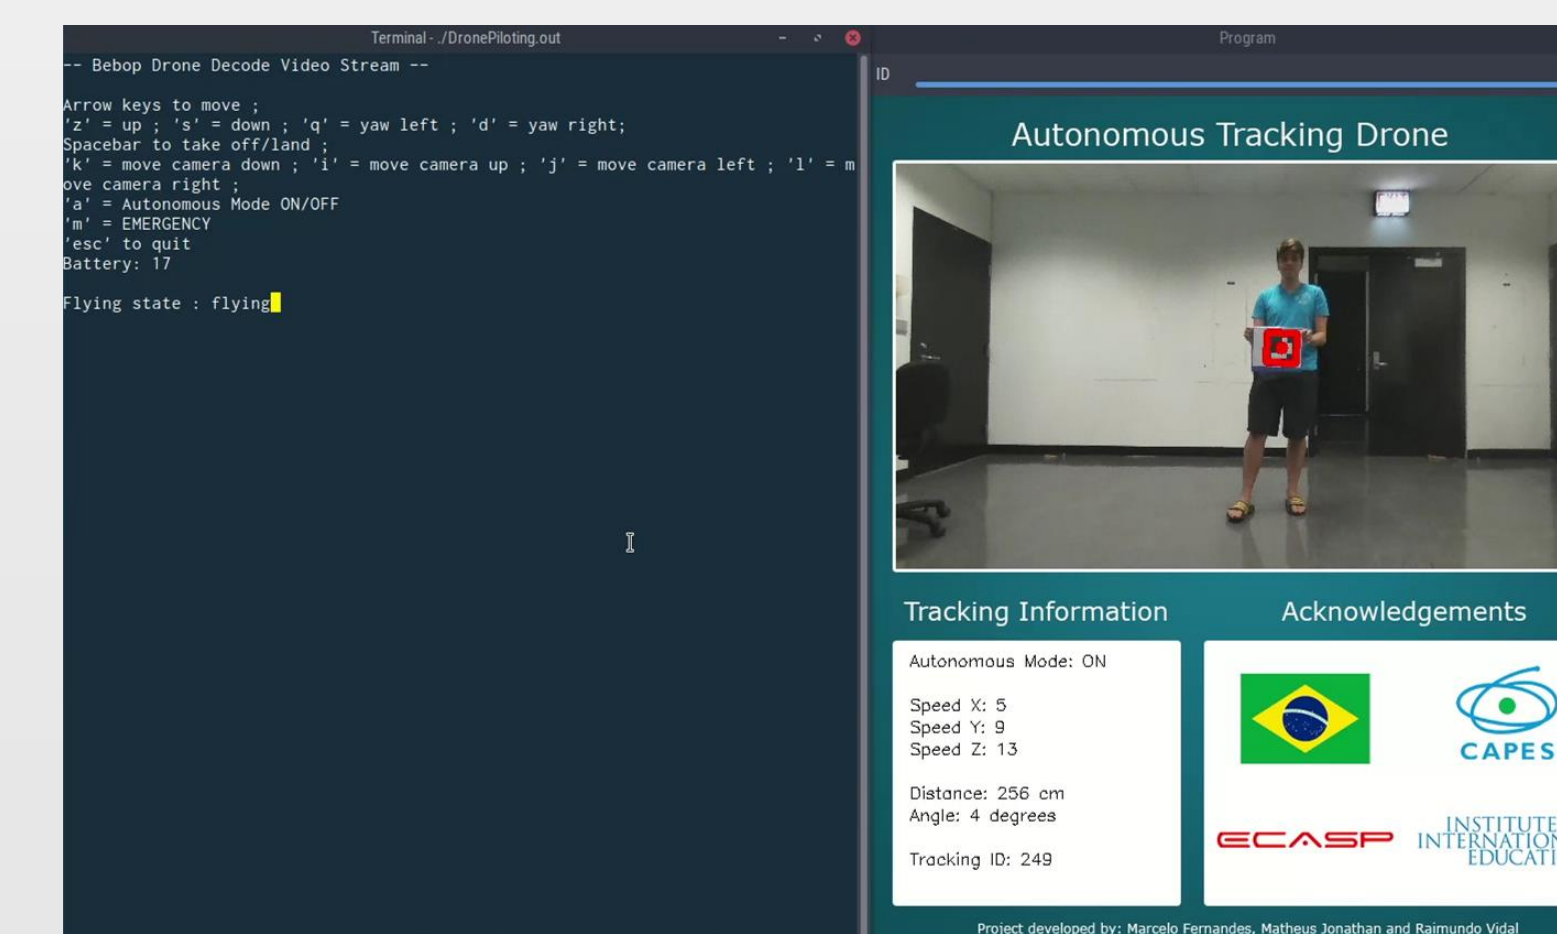 Terminal - ./DronePiloting.out
-- Bebop Drone Decode Video Stream --
Arrow keys to move ;
'z' = up ; 's' = down ; 'q' = yaw left ; 'd' = yaw right;
Spacebar to take off/land ;
'k' = move camera down ; 'i' = move camera up ; 'j' = move camera left ; 'l' = m
ove camera right ;
'a' = Autonomous Mode ON/OFF
'm' = EMERGENCY
'esc' to quit
Battery: 17
Flying state : flying
Program
ID
Autonomous Tracking Drone
EXIT
Tracking Information
Autonomous Mode: ON
Speed X: 5
Speed Y: 9
Speed Z: 13
Distance: 256 cm
Angle: 4 degrees
Tracking ID: 249
Acknowledgements
CAPES
ECASP
INSTITUTE
INTERNATION
EDUCATI
Project developed by: Marcelo Fernandes, Matheus Jonathan and Raimundo Vidal